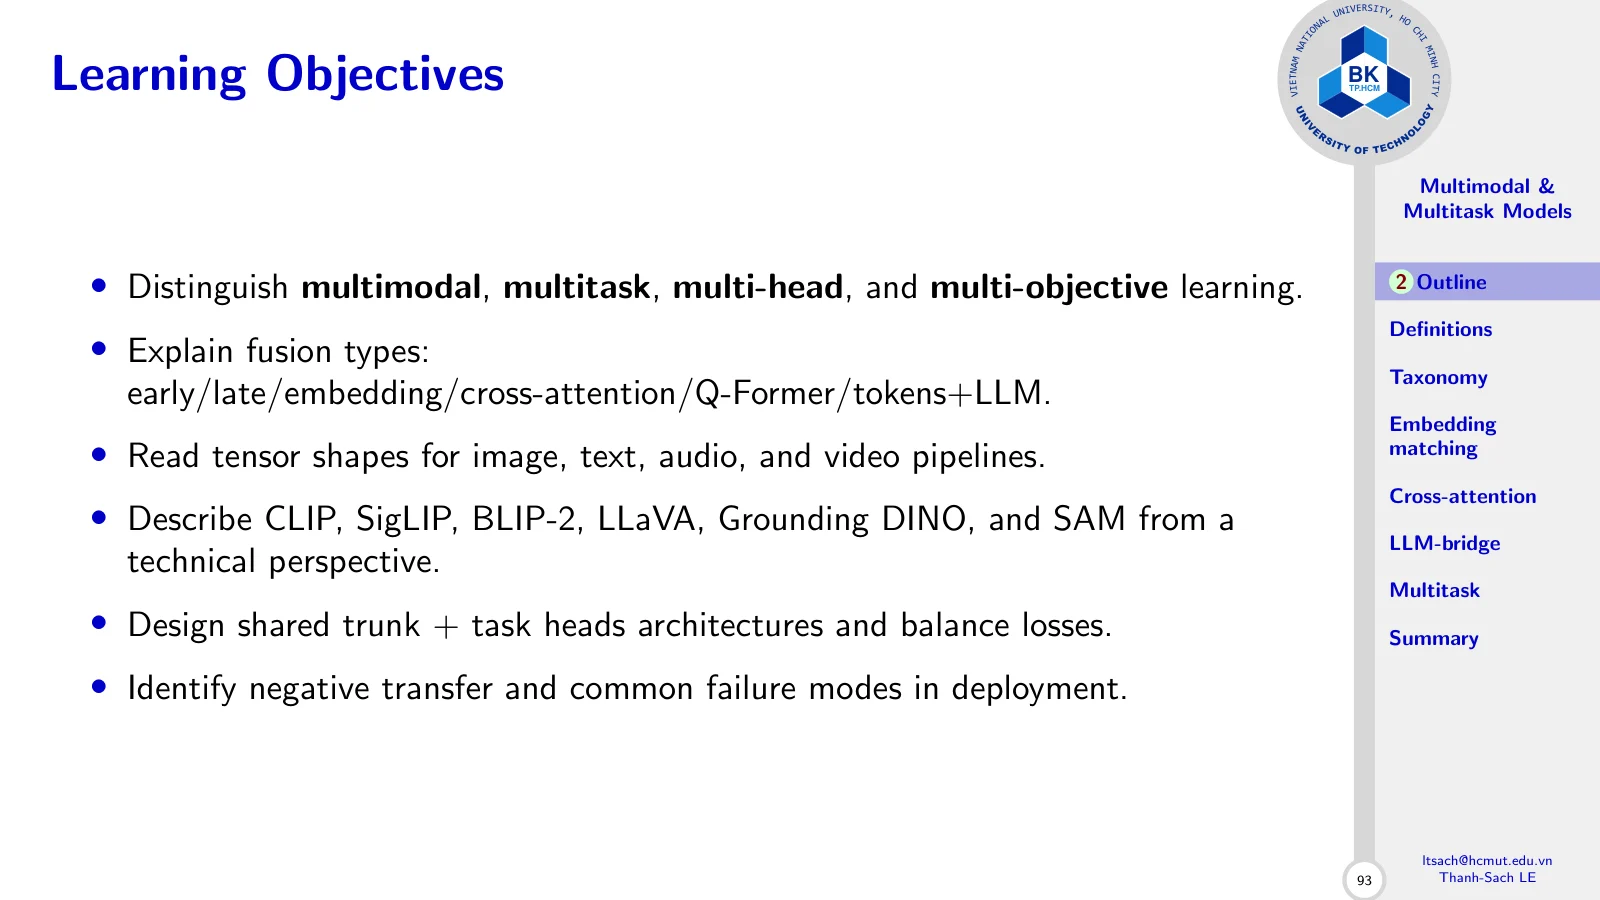 Learning Objectives
• Distinguish multimodal, multitask, multi-head, and multi-objective learning.
• Explain fusion types:
early/late/embedding/cross-attention/Q-Former/tokens+LLM.
• Read tensor shapes for image, text, audio, and video pipelines.
• Describe CLIP, SigLIP, BLIP-2, LLaVA, Grounding DINO, and SAM from a
technical perspective.
• Design shared trunk + task heads architectures and balance losses.
• Identify negative transfer and common failure modes in deployment.
VIETNAM NATIONAL UNIVERSITY, HO CHI MINH CITY
BK
TP.HCM
UNIVERSITY OF TECHNOLOGY
Multimodal &
Multitask Models
2 Outline
Definitions
Taxonomy
Embedding
matching
Cross-attention
LLM-bridge
Multitask
Summary
ltsach@hcmut.edu.vn
Thanh-Sach LE
93